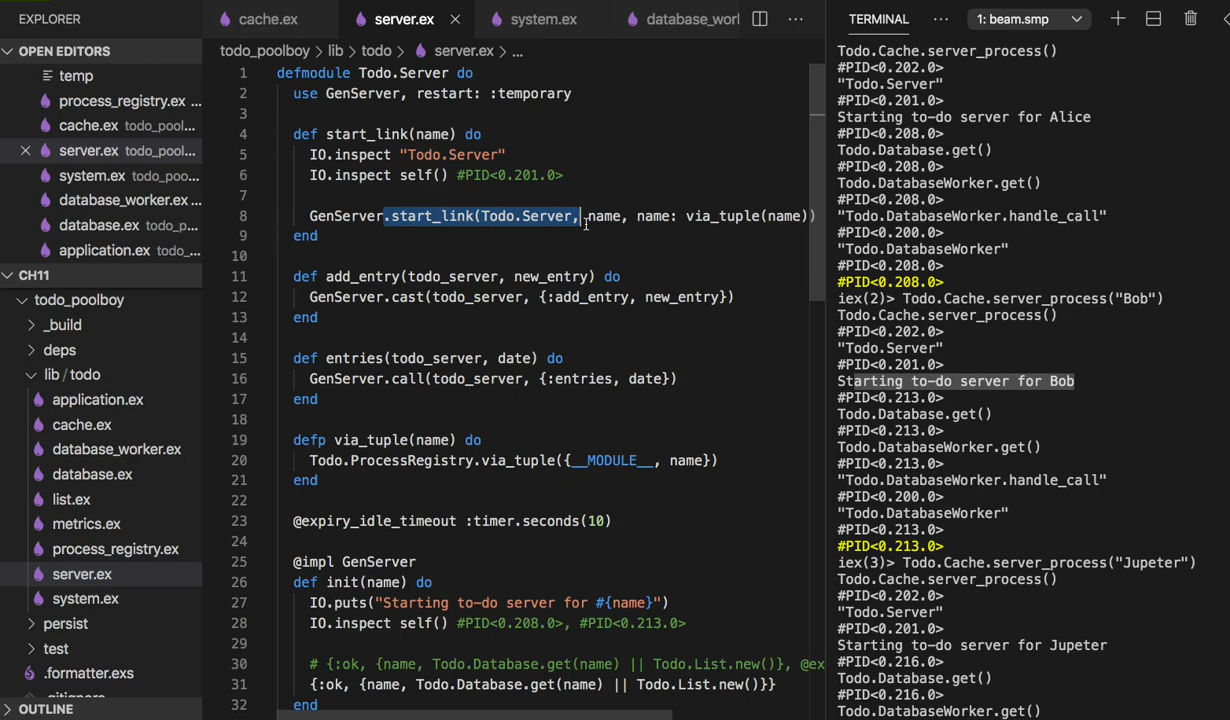 EXPLORER
OPEN EDITORS
temp
process_registry.ex ...
cache.ex todo_pool...
server.ex todo_pool...
system.ex todo_poo...
database_worker.ex ...
database.ex todo_p...
application.ex todo_...
CH11
todo_poolboy
_build
deps
lib / todo
application.ex
cache.ex
database_worker.ex
database.ex
list.ex
metrics.ex
process_registry.ex
server.ex
system.ex
persist
test
.formatter.exs
.gitignore
OUTLINE
cache.ex server.ex system.ex database_worl
todo_poolboy > lib > todo > server.ex > ...
1 defmodule Todo.Server do
2 use GenServer, restart: :temporary
3
4 def start_link(name) do
5 IO.inspect "Todo.Server"
6 IO.inspect self() #PID<0.201.0>
7
8 GenServer.start_link(Todo.Server, name, name: via_tuple(name))
9 end
10
11 def add_entry(todo_server, new_entry) do
12 GenServer.cast(todo_server, {:add_entry, new_entry})
13 end
14
15 def entries(todo_server, date) do
16 GenServer.call(todo_server, {:entries, date})
17 end
18
19 defp via_tuple(name) do
20 Todo.ProcessRegistry.via_tuple({__MODULE__, name})
21 end
22
23 @expiry_idle_timeout :timer.seconds(10)
24
25 @impl GenServer
26 def init(name) do
27 IO.puts("Starting to-do server for #{name}")
28 IO.inspect self() #PID<0.208.0>, #PID<0.213.0>
29
30 # {:ok, {name, Todo.Database.get(name) || Todo.List.new()}, @ex
31 {:ok, {name, Todo.Database.get(name) || Todo.List.new()}}
32 end
TERMINAL ... 1: beam.smp
Todo.Cache.server_process()
#PID<0.202.0>
"Todo.Server"
#PID<0.201.0>
Starting to-do server for Alice
#PID<0.208.0>
Todo.Database.get()
#PID<0.208.0>
Todo.DatabaseWorker.get()
#PID<0.208.0>
"Todo.DatabaseWorker.handle_call"
#PID<0.200.0>
"Todo.DatabaseWorker"
#PID<0.208.0>
#PID<0.208.0>
iex(2)> Todo.Cache.server_process("Bob")
Todo.Cache.server_process()
#PID<0.202.0>
"Todo.Server"
#PID<0.201.0>
Starting to-do server for Bob
#PID<0.213.0>
Todo.Database.get()
#PID<0.213.0>
Todo.DatabaseWorker.get()
#PID<0.213.0>
"Todo.DatabaseWorker.handle_call"
#PID<0.200.0>
"Todo.DatabaseWorker"
#PID<0.213.0>
#PID<0.213.0>
iex(3)> Todo.Cache.server_process("Jupeter")
Todo.Cache.server_process()
#PID<0.202.0>
"Todo.Server"
#PID<0.201.0>
Starting to-do server for Jupeter
#PID<0.216.0>
Todo.Database.get()
#PID<0.216.0>
Todo.DatabaseWorker.get()